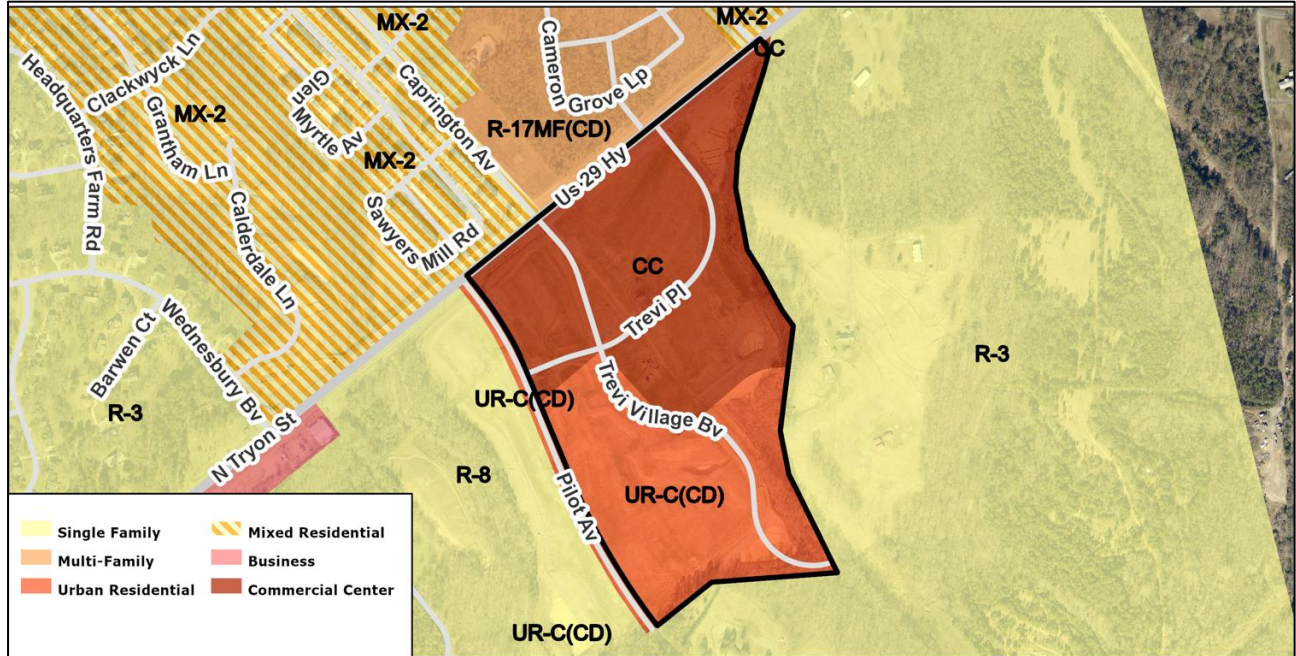 MX-2
MX-2
CC
Headquarters Farm Rd
Clackwyck Ln
Grantham Ln
MX-2
Glen Myrtle Av
Caprington Av
Cameron Grove Lp
R-17MF(CD)
MX-2
Us 29 Hy
Sawyers Mill Rd
Calderdale Ln
CC
Trevi Pl
Wednesbury Bv
Barwen Ct
R-3
R-3
UR-C(CD)
Trevi Village Bv
N Tryon St
R-8
Pilot Av
UR-C(CD)
UR-C(CD)
Single Family
Mixed Residential
Multi-Family
Business
Urban Residential
Commercial Center